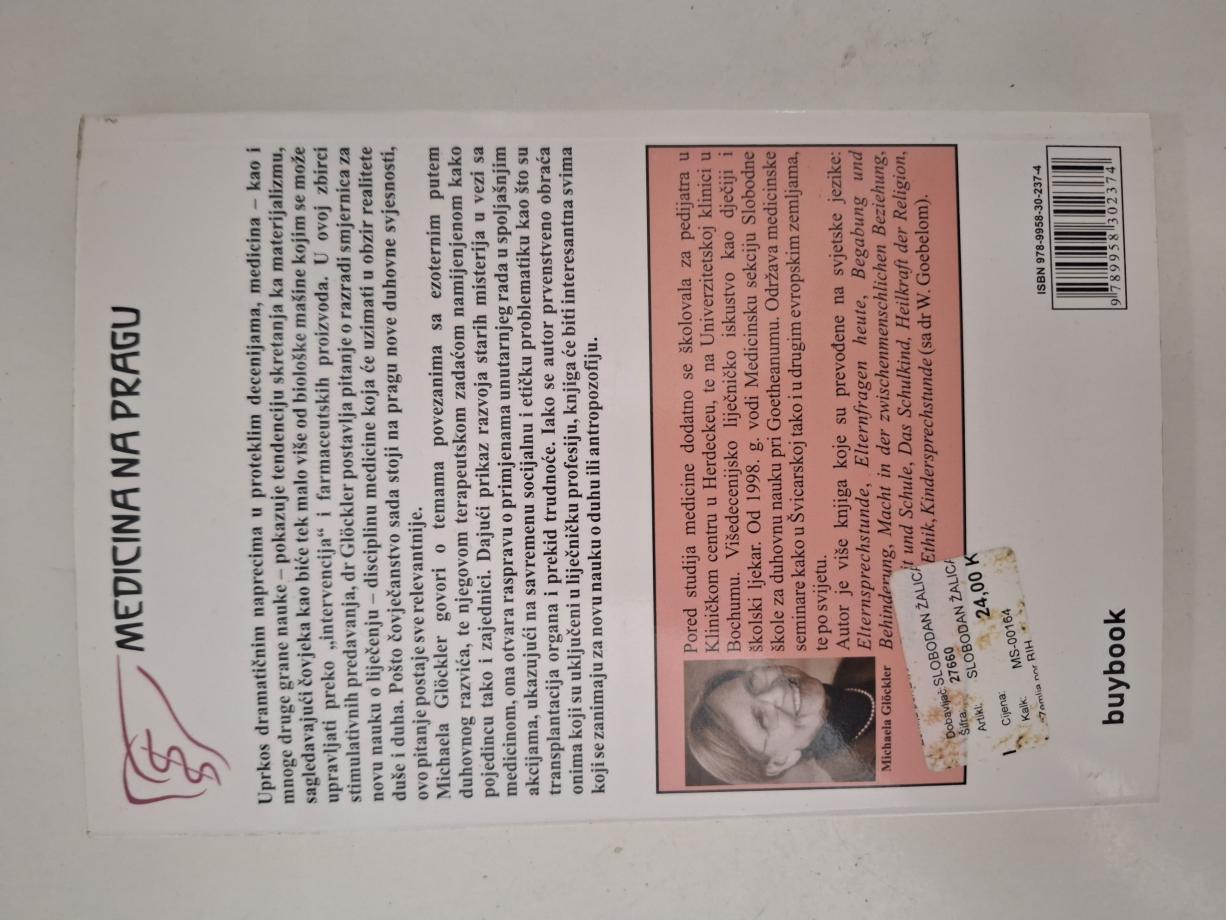 MEDICINA NA PRAGU
Uprkos dramatičnim naprecima u proteklim decenijama, medicina – kao i
mnoge druge grane nauke – pokazuje tendenciju skretanja ka materijalizmu,
sagledavajući čovjeka kao biće tek malo više od biološke mašine kojim se može
upravljati preko „intervencija“ i farmaceutskih proizvoda. U ovoj zbirci
stimulativnih predavanja, dr Glöckler postavlja pitanje o razradi smjernica za
novu nauku o liječenju – disciplinu medicine koja će uzimati u obzir realitete
duše i duha. Pošto čovječanstvo sada stoji na pragu nove duhovne svjesnosti,
ovo pitanje postaje sve relevantnije.
Michaela Glöckler govori o temama povezanima sa ezoternim putem
duhovnog razvića, te njegovom terapeutskom zadaćom namijenjenom kako
pojedincu tako i zajednici. Dajući prikaz razvoja starih misterija u vezi sa
medicinom, ona otvara raspravu o primjenama unutarnjeg rada u spoljašnjim
akcijama, ukazujući na savremenu socijalnu i etičku problematiku kao što su
transplantacija organa i prekid trudnoće. Iako se autor prvenstveno obraća
onima koji su uključeni u liječničku profesiju, knjiga će biti interesantna svima
koji se zanimaju za novu nauku o duhu ili antropozofiju.
Pored studija medicine dodatno se školovala za pedijatra u
Kliničkom centru u Herdeckeu, te na Univerzitetskoj klinici u
Bochumu. Višedecenijsko liječničko iskustvo kao dječiji i
školski ljekar. Od 1998. g. vodi Medicinsku sekciju Slobodne
škole za duhovnu nauku pri Goetheanumu. Održava medicinske
seminare kako u Švicarskoj tako i u drugim evropskim zemljama,
te po svijetu.
Autor je više knjiga koje su prevođene na svjetske jezike:
Elternsprechstunde, Elternfragen heute, Begabung und
Behinderung, Macht in der zwischenmenschlichen Beziehung,
und Schule, Das Schulkind, Heilkraft der Religion,
Ethik, Kindersprechstunde (sa dr W. Goebelom).
Michaela Glöckler
Dobavljač: SLOBODAN ŽALICA
Šifra: 27660
Artikl: SLOBODAN ŽALICA
Cijena: 24,00 K
Kalk: MS-00164
buybook
ISBN 978-9958-30-237-4
9 789958 302374